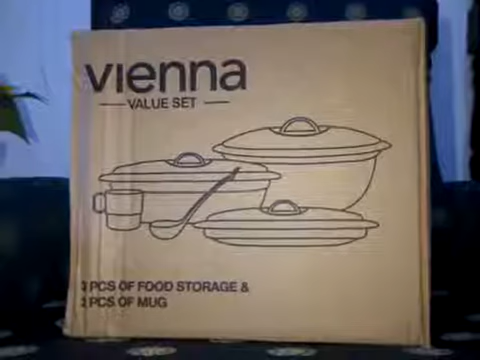 vienna
VALUE SET
PCS OF FOOD STORAGE &
PCS OF MUG